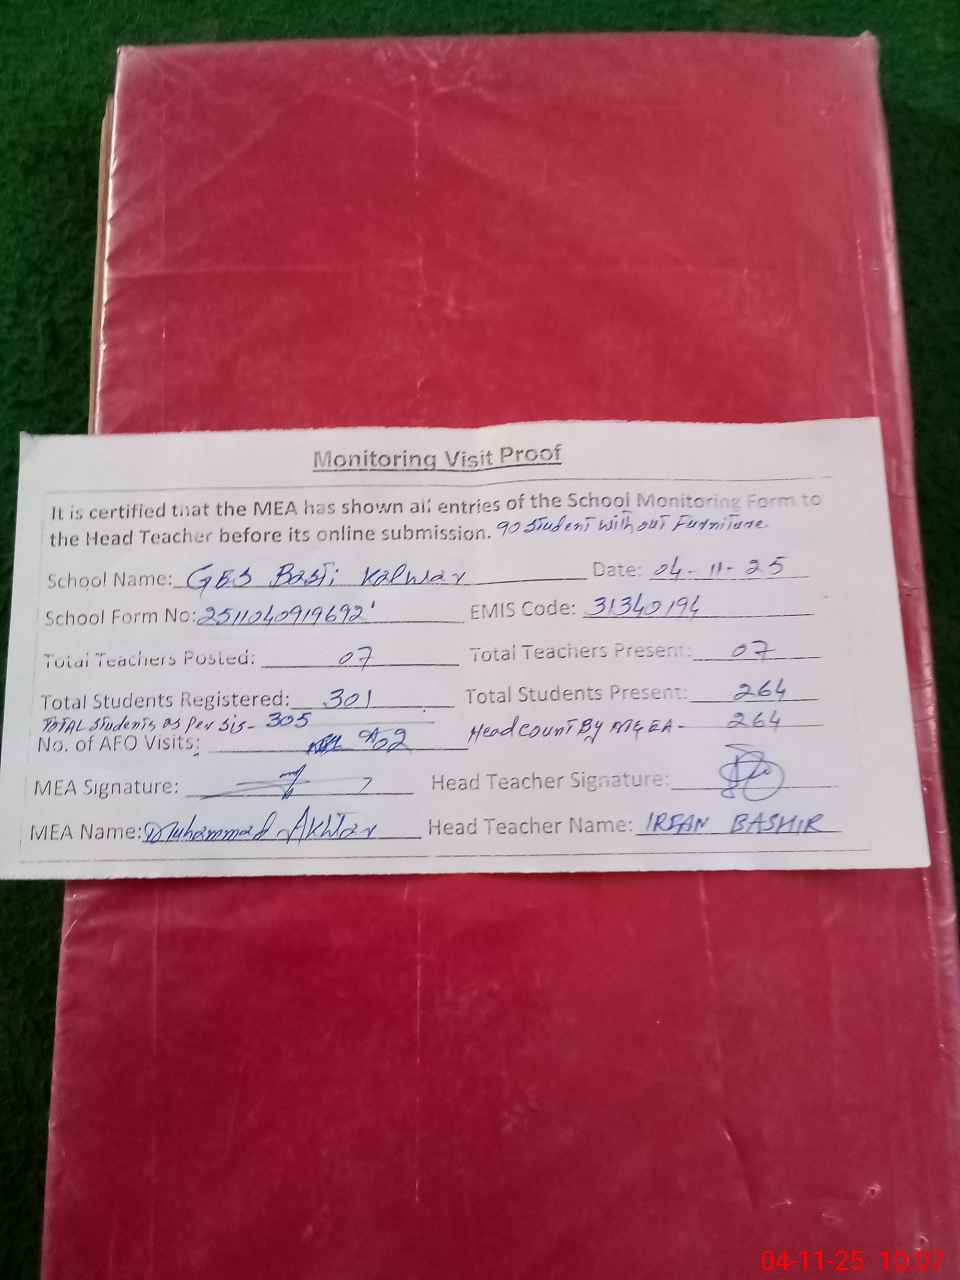 Monitoring Visit Proof
It is certified that the MEA has shown all entries of the School Monitoring Form to
the Head Teacher before its online submission. 90 Student without Furniture
School Name: GES Basti Kalwar Date: 04-11-25
School Form No: 2511040919692' EMIS Code: 31340194
Total Teachers Posted: 07 Total Teachers Present: 07
Total Students Registered: 301 Total Students Present: 264
Total Students as per sis- 305 Head Count By MEA- 264
No. of AFO Visits: 02
MEA Signature: Head Teacher Signature:
MEA Name: Muhammad Akhtar Head Teacher Name: IRFAN BASHIR
04-11-25 10:07